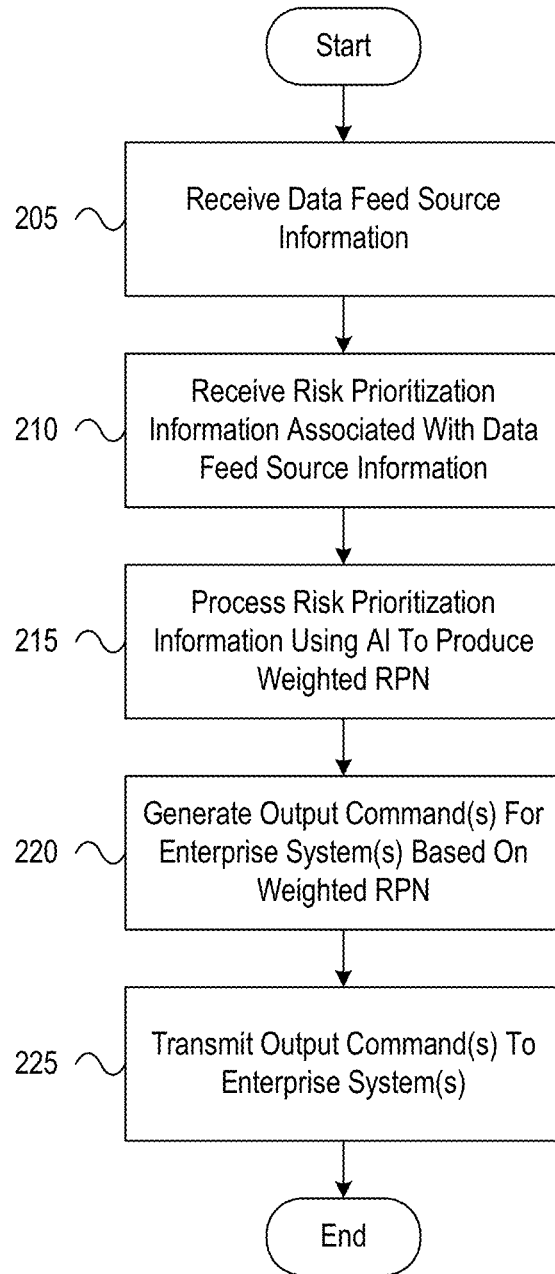 Start
205
Receive Data Feed Source
Information
210
Receive Risk Prioritization
Information Associated With Data
Feed Source Information
215
Process Risk Prioritization
Information Using AI To Produce
Weighted RPN
220
Generate Output Command(s) For
Enterprise System(s) Based On
Weighted RPN
225
Transmit Output Command(s) To
Enterprise System(s)
End